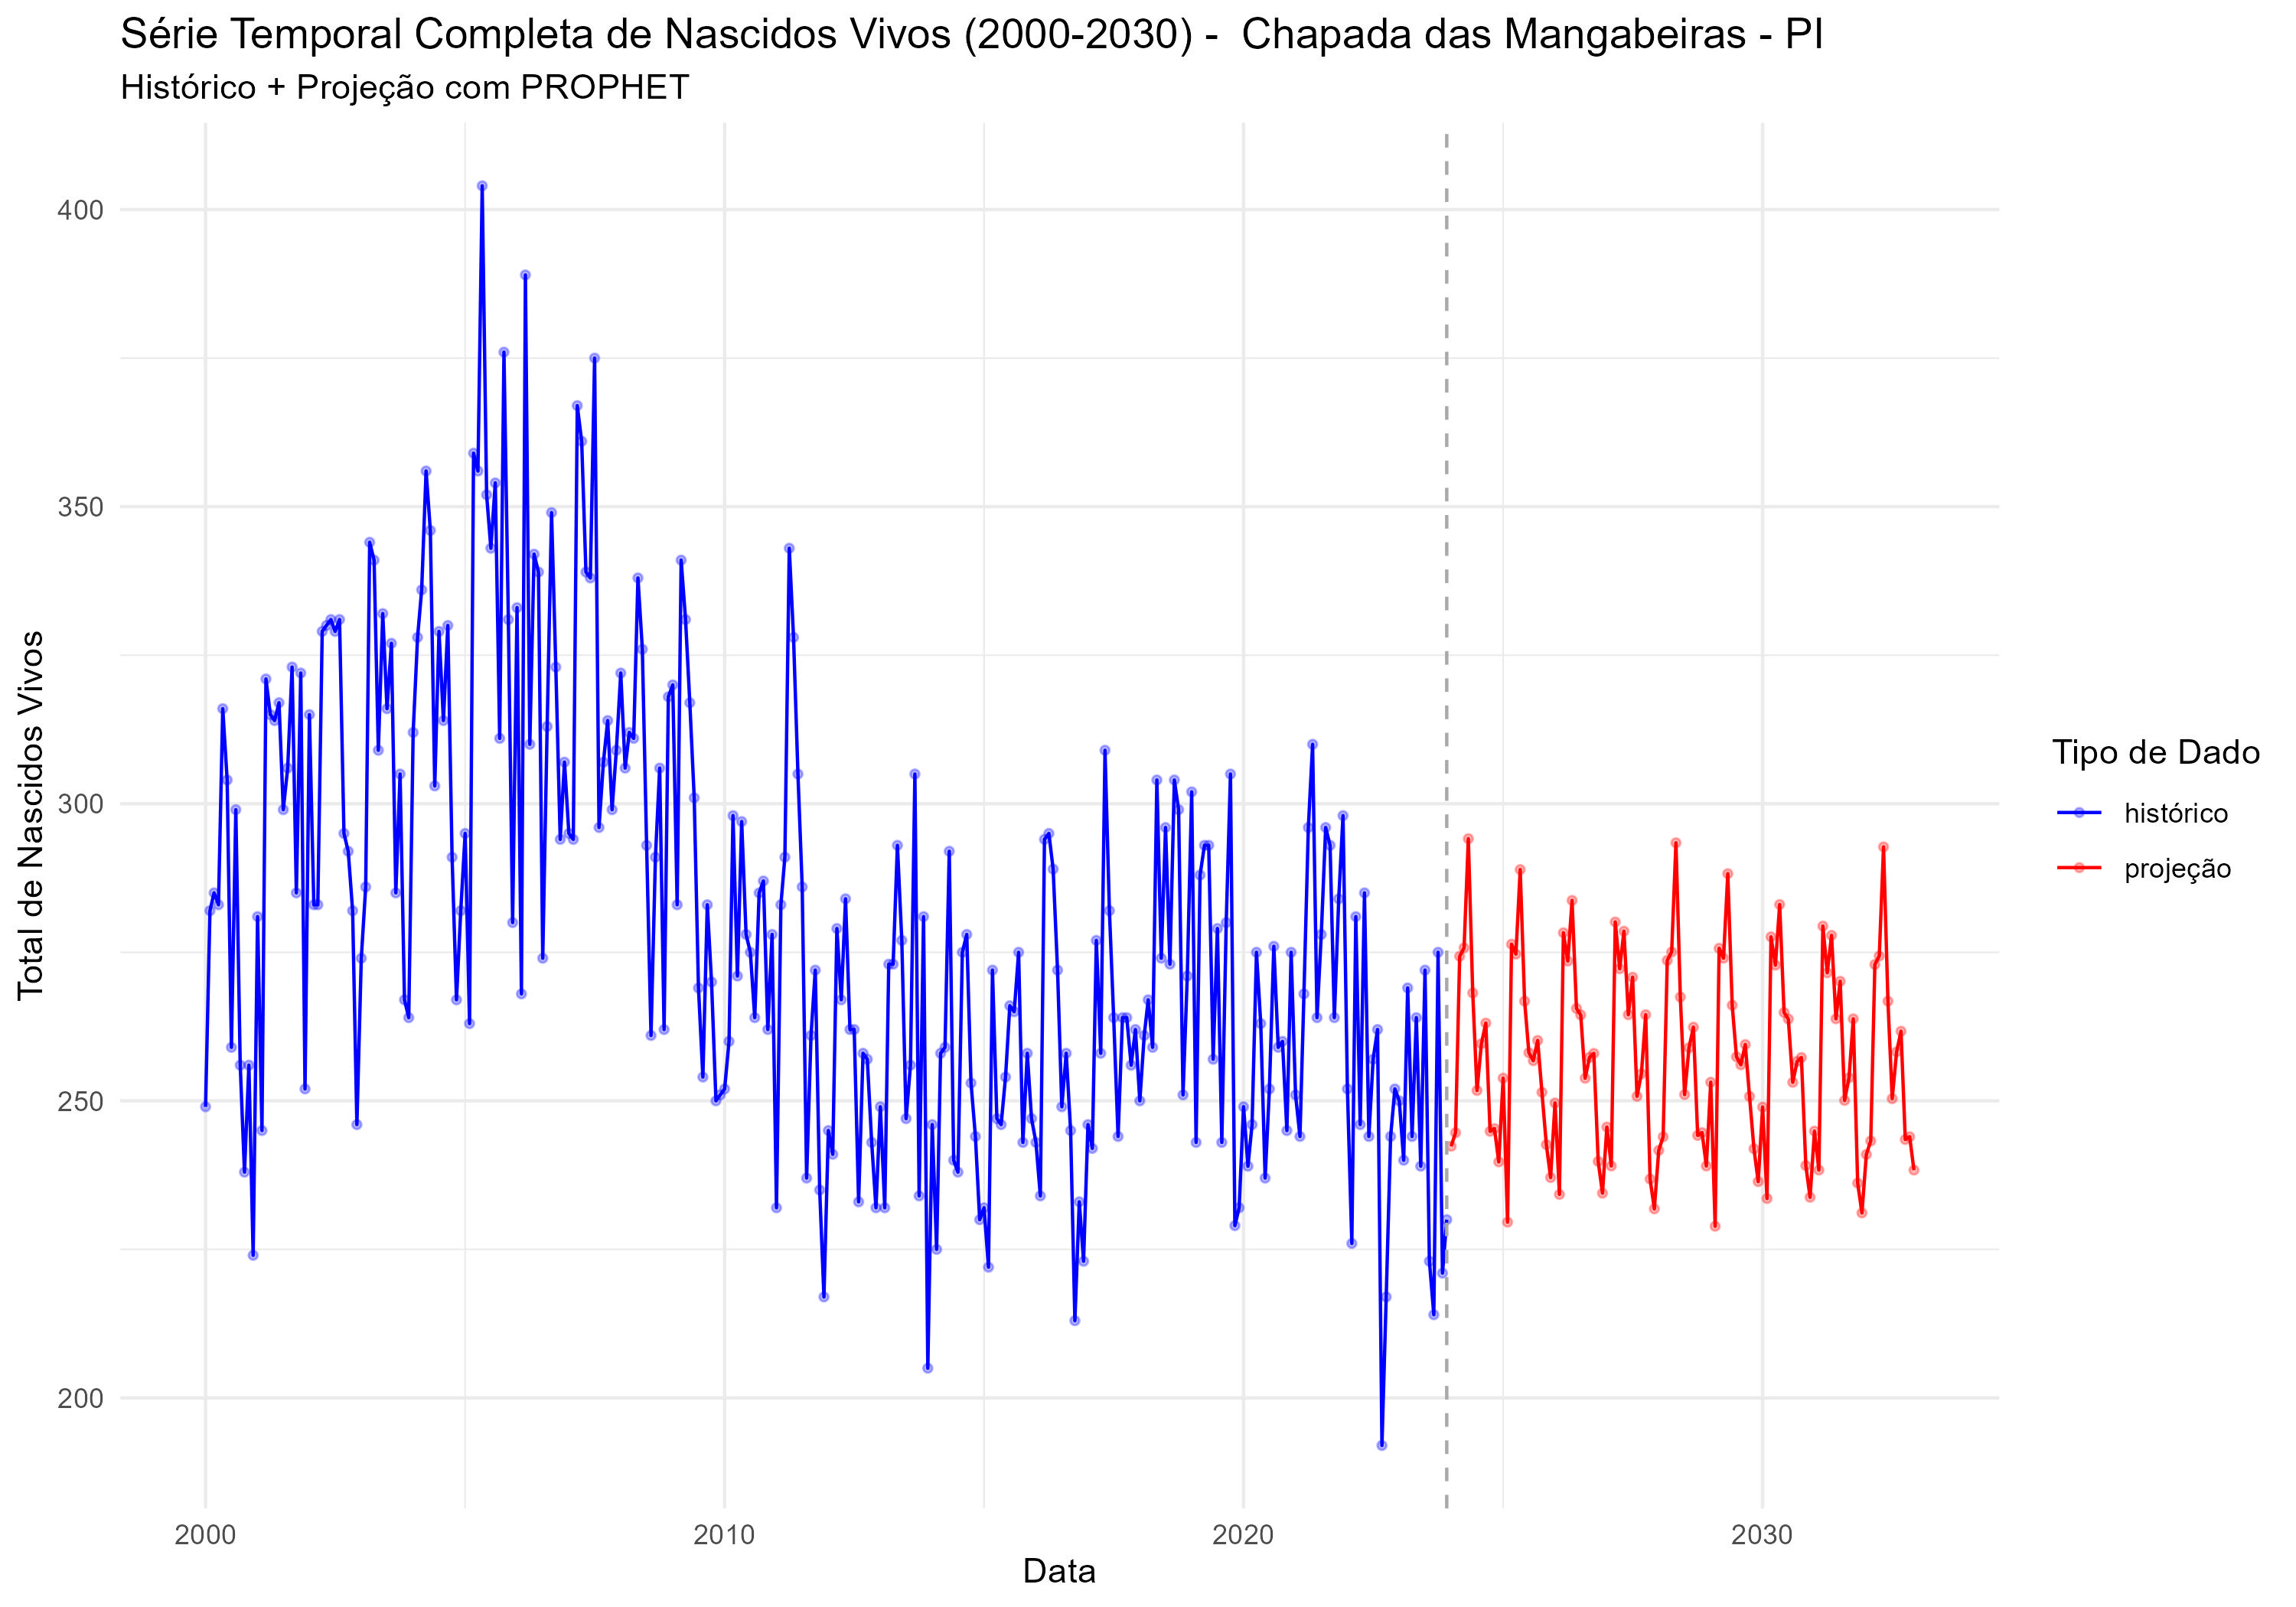 Série Temporal Completa de Nascidos Vivos (2000-2030) -  Chapada das Mangabeiras - PI
Histórico + Projeção com PROPHET
Total de Nascidos Vivos
400
350
300
250
200
2000
2010
2020
2030
Data
Tipo de Dado
histórico
projeção